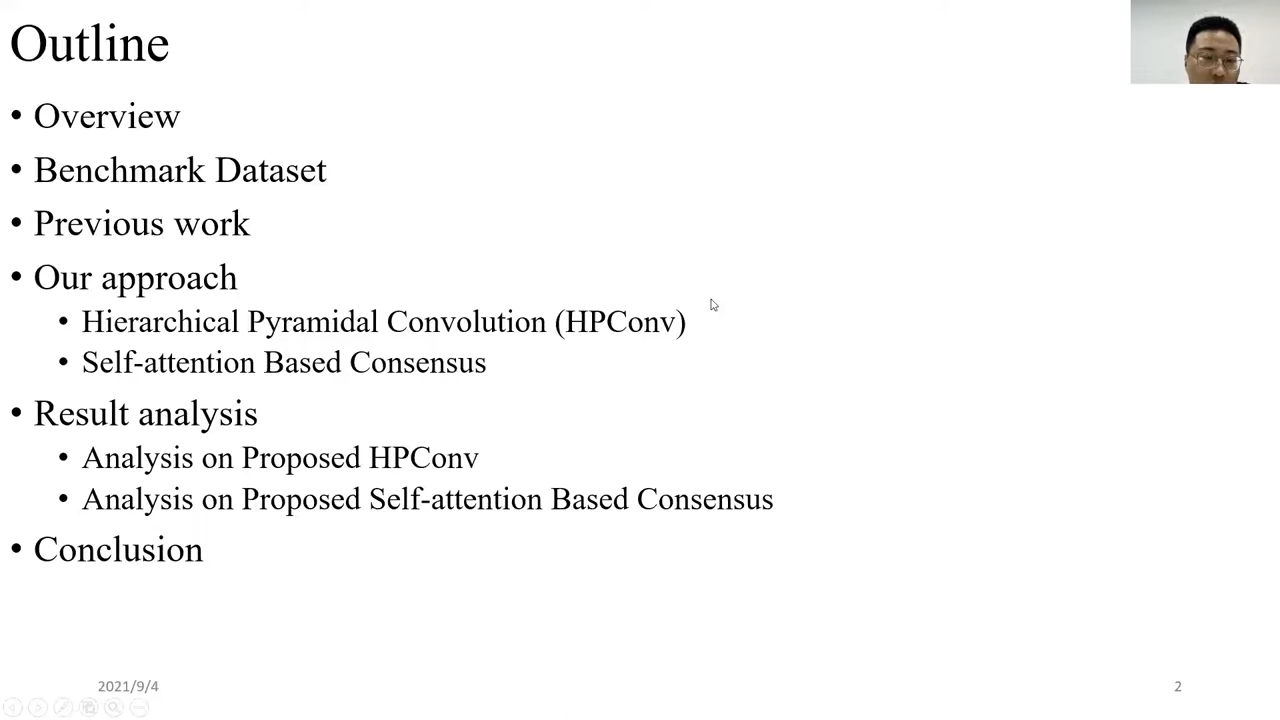 Outline
• Overview
• Benchmark Dataset
• Previous work
• Our approach
• Hierarchical Pyramidal Convolution (HPConv)
• Self-attention Based Consensus
• Result analysis
• Analysis on Proposed HPConv
• Analysis on Proposed Self-attention Based Consensus
• Conclusion
2021/9/4
2